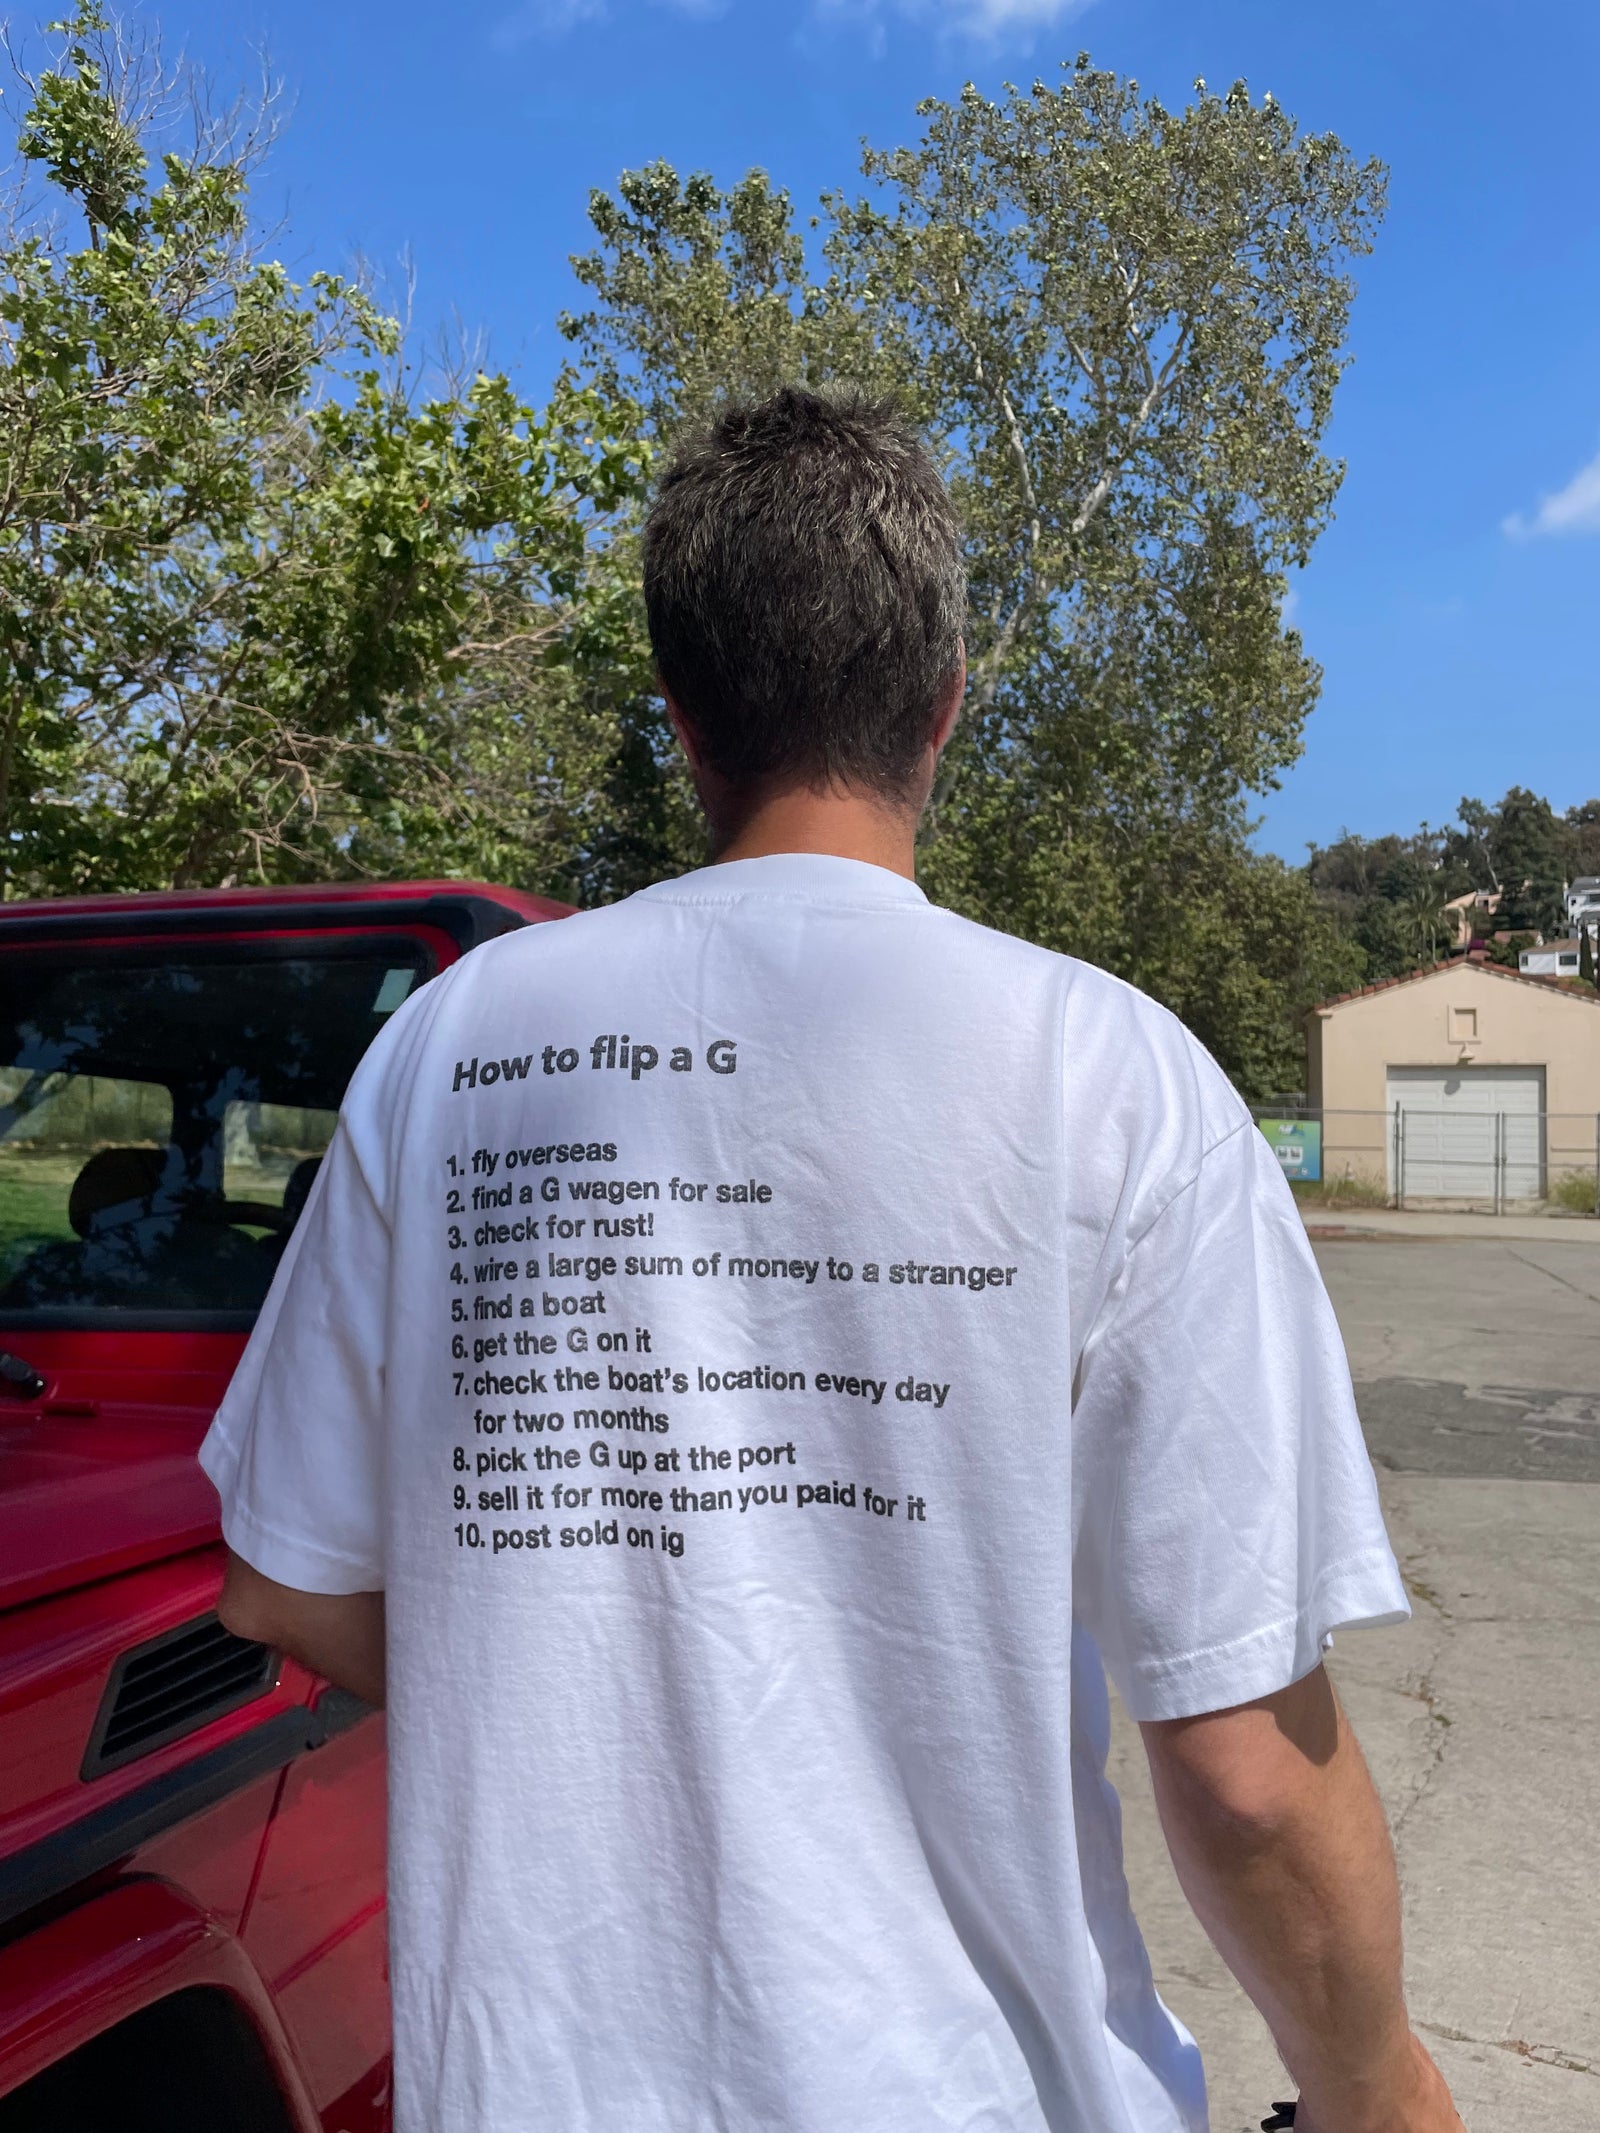 How to flip a G
1. fly overseas
2. find a G wagen for sale
3. check for rust!
4. wire a large sum of money to a stranger
5. find a boat
6. get the G on it
7. check the boat's location every day
for two months
8. pick the G up at the port
9. sell it for more than you paid for it
10. post sold on ig